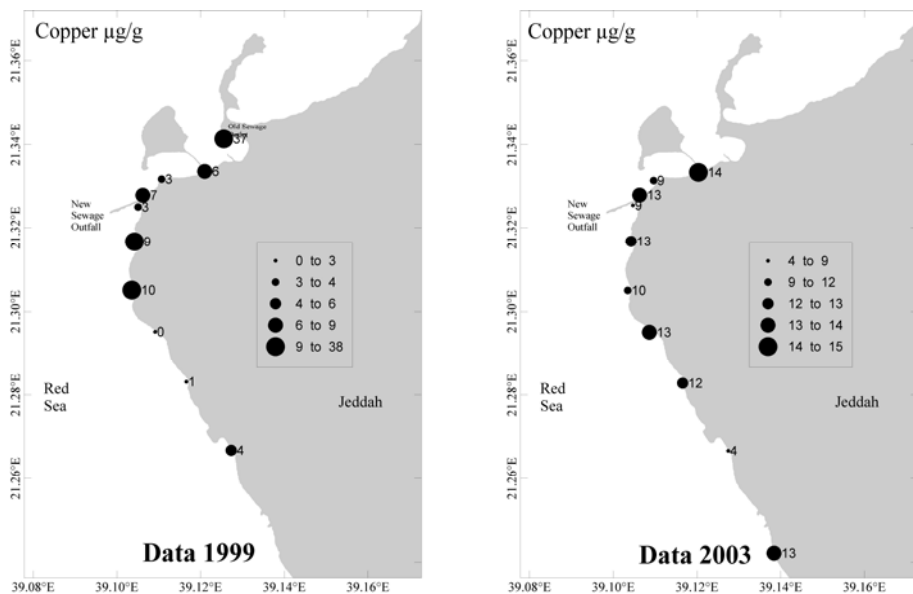 Copper µg/g
21.36°E
21.34°E
21.32°E
21.30°E
21.28°E
21.26°E
Old Sewage
37
6
3
7
3
New
Sewage
Outfall
9
10
0
1
4
0 to 3
3 to 4
4 to 6
6 to 9
9 to 38
Red
Sea
Jeddah
Data 1999
39.08°E 39.10°E 39.12°E 39.14°E 39.16°E
Copper µg/g
21.36°E
21.34°E
21.32°E
21.30°E
21.28°E
21.26°E
14
9
13
9
New
Sewage
Outfall
13
10
13
12
4
13
4 to 9
9 to 12
12 to 13
13 to 14
14 to 15
Red
Sea
Jeddah
Data 2003
39.08°E 39.10°E 39.12°E 39.14°E 39.16°E